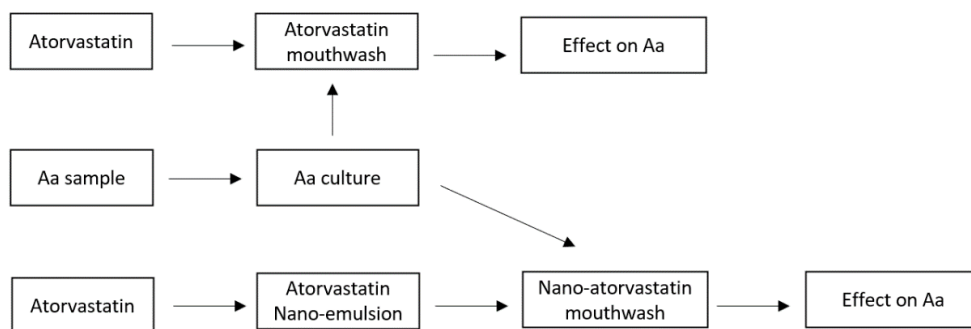 Atorvastatin
Atorvastatin
mouthwash
Effect on Aa
Aa sample
Aa culture
Atorvastatin
Atorvastatin
Nano-emulsion
Nano-atorvastatin
mouthwash
Effect on Aa